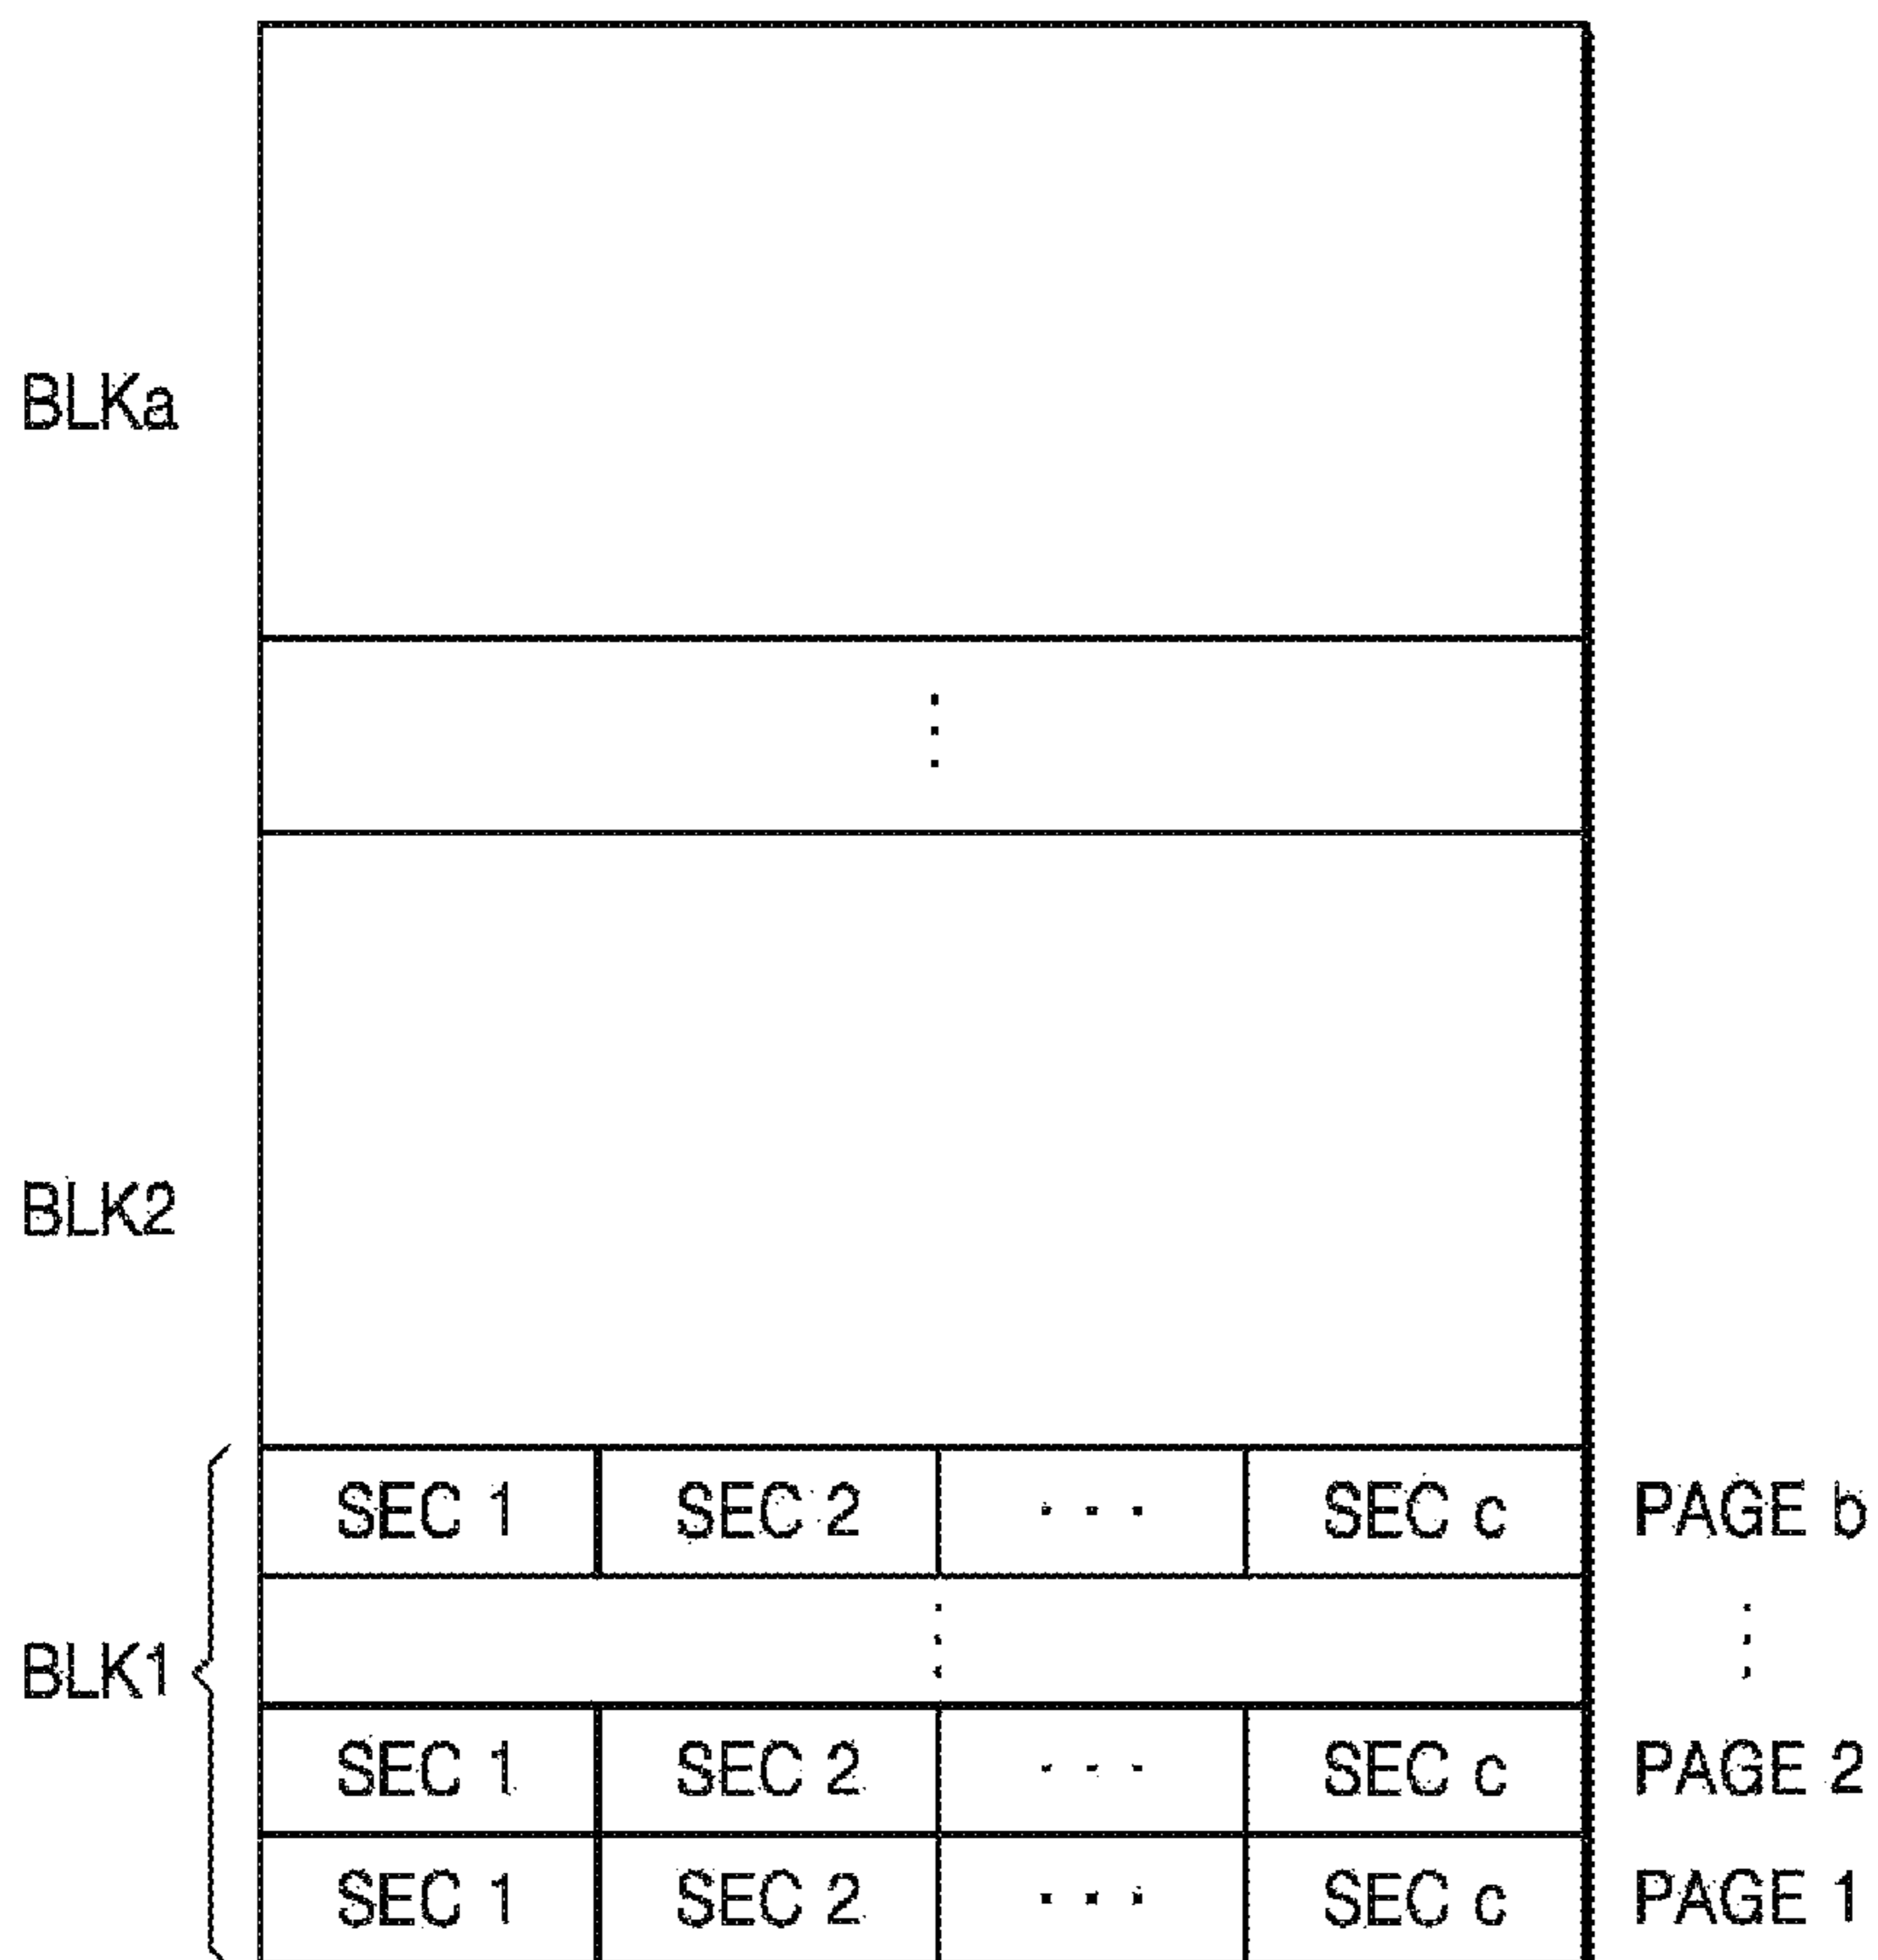 BLKa
⋮
BLK2
SEC 1 SEC 2 ... SEC c PAGE b
⋮ ⋮
BLK1
SEC 1 SEC 2 ... SEC c PAGE 2
SEC 1 SEC 2 ... SEC c PAGE 1